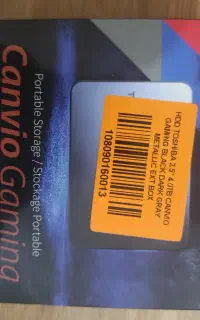 Portable Storage / Stockage Portable
Canvio Gaming
HDD TOSHIBA 2.5" 4.0TB CANVIO
GAMING BLACK DARK GRAY
METALLIC EXT BOX
108090160013